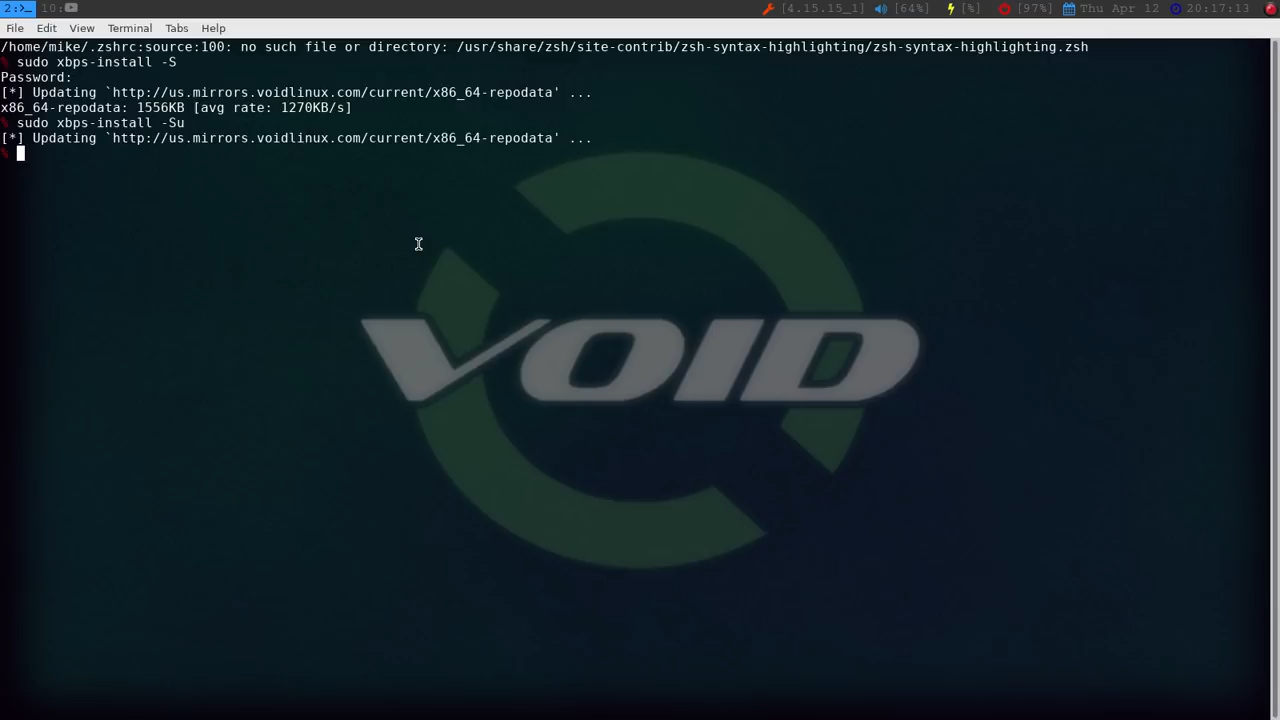 2: 10: [4.15.15_1] [64%] [%] [97%] Thu Apr 12 20:17:13
File Edit View Terminal Tabs Help
/home/mike/.zshrc:source:100: no such file or directory: /usr/share/zsh/site-contrib/zsh-syntax-highlighting/zsh-syntax-highlighting.zsh
% sudo xbps-install -S
Password:
[*] Updating `http://us.mirrors.voidlinux.com/current/x86_64-repodata' ...
x86_64-repodata: 1556KB [avg rate: 1270KB/s]
% sudo xbps-install -Su
[*] Updating `http://us.mirrors.voidlinux.com/current/x86_64-repodata' ...
%
VOID